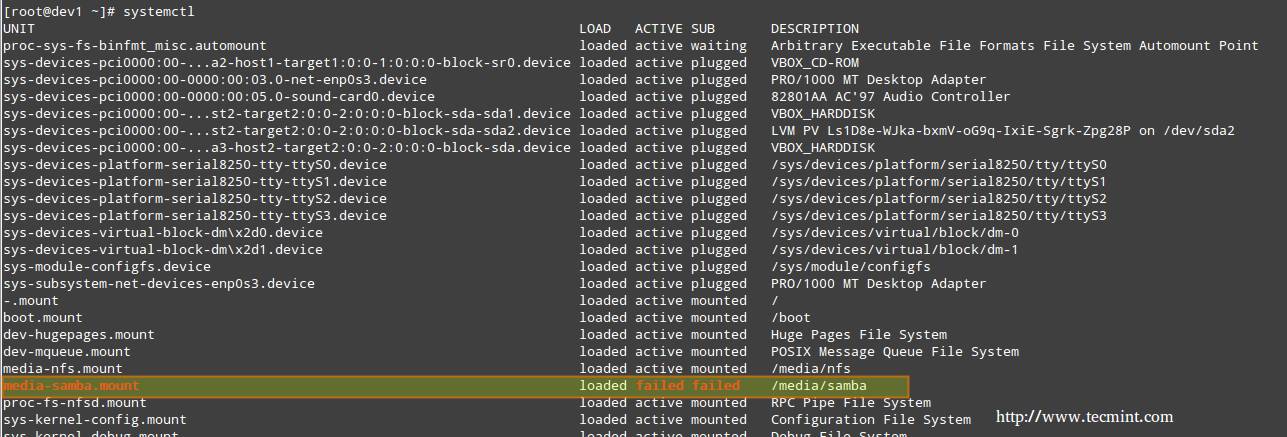 [root@dev1 ~]# systemctl
UNIT LOAD ACTIVE SUB DESCRIPTION
proc-sys-fs-binfmt_misc.automount loaded active waiting Arbitrary Executable File Formats File System Automount Point
sys-devices-pci0000:00-...a2-host1-target1:0:0-1:0:0:0-block-sr0.device loaded active plugged VBOX_CD-ROM
sys-devices-pci0000:00-0000:00:03.0-net-enp0s3.device loaded active plugged PRO/1000 MT Desktop Adapter
sys-devices-pci0000:00-0000:00:05.0-sound-card0.device loaded active plugged 82801AA AC'97 Audio Controller
sys-devices-pci0000:00-...st2-target2:0:0-2:0:0:0-block-sda-sda1.device loaded active plugged VBOX_HARDDISK
sys-devices-pci0000:00-...st2-target2:0:0-2:0:0:0-block-sda-sda2.device loaded active plugged LVM PV Ls1D8e-WJka-bxmV-oG9q-IxiE-Sgrk-Zpg28P on /dev/sda2
sys-devices-pci0000:00-...a3-host2-target2:0:0-2:0:0:0-block-sda.device loaded active plugged VBOX_HARDDISK
sys-devices-platform-serial8250-tty-ttyS0.device loaded active plugged /sys/devices/platform/serial8250/tty/ttyS0
sys-devices-platform-serial8250-tty-ttyS1.device loaded active plugged /sys/devices/platform/serial8250/tty/ttyS1
sys-devices-platform-serial8250-tty-ttyS2.device loaded active plugged /sys/devices/platform/serial8250/tty/ttyS2
sys-devices-platform-serial8250-tty-ttyS3.device loaded active plugged /sys/devices/platform/serial8250/tty/ttyS3
sys-devices-virtual-block-dm\x2d0.device loaded active plugged /sys/devices/virtual/block/dm-0
sys-devices-virtual-block-dm\x2d1.device loaded active plugged /sys/devices/virtual/block/dm-1
sys-module-configfs.device loaded active plugged /sys/module/configfs
sys-subsystem-net-devices-enp0s3.device loaded active plugged PRO/1000 MT Desktop Adapter
-.mount loaded active mounted /
boot.mount loaded active mounted /boot
dev-hugepages.mount loaded active mounted Huge Pages File System
dev-mqueue.mount loaded active mounted POSIX Message Queue File System
media-nfs.mount loaded active mounted /media/nfs
media-samba.mount loaded failed failed /media/samba
proc-fs-nfsd.mount loaded active mounted RPC Pipe File System
sys-kernel-config.mount loaded active mounted Configuration File System
sys-kernel-debug.mount loaded active mounted Debug File System
http://www.tecmint.com